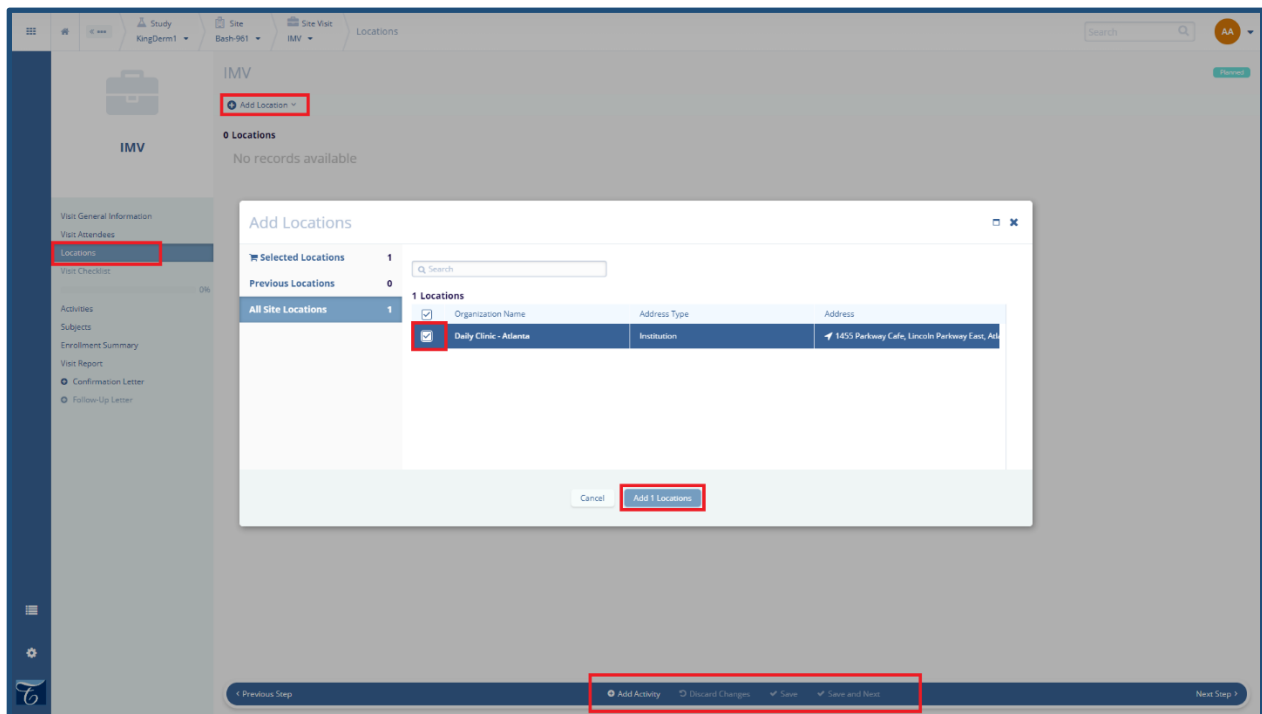 Study
KingDerm1
Site
Bash-961
Site Visit
IMV
Locations
Search
AA
IMV
Planned
Add Location
0 Locations
No records available
IMV
Visit General Information
Visit Attendees
Locations
Visit Checklist
0%
Activities
Subjects
Enrollment Summary
Visit Report
Confirmation Letter
Follow-Up Letter
Add Locations
Selected Locations 1
Previous Locations 0
All Site Locations 1
Search
1 Locations
Organization Name Address Type Address
Daily Clinic - Atlanta Institution 1455 Parkway Cafe, Lincoln Parkway East, Atl
Cancel Add 1 Locations
< Previous Step Add Activity Discard Changes Save Save and Next Next Step >